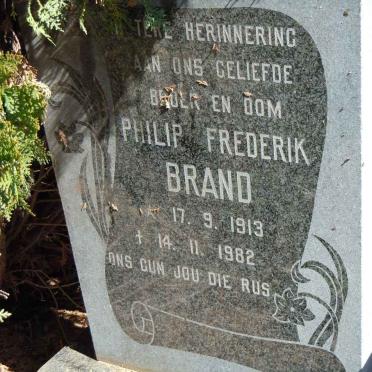 IN TERE HERINNERING
AAN ONS GELIEFDE
BROER EN OOM
PHILIP FREDERIK
BRAND
* 17. 9. 1913
† 14. 11. 1982
ONS GUN JOU DIE RUS.